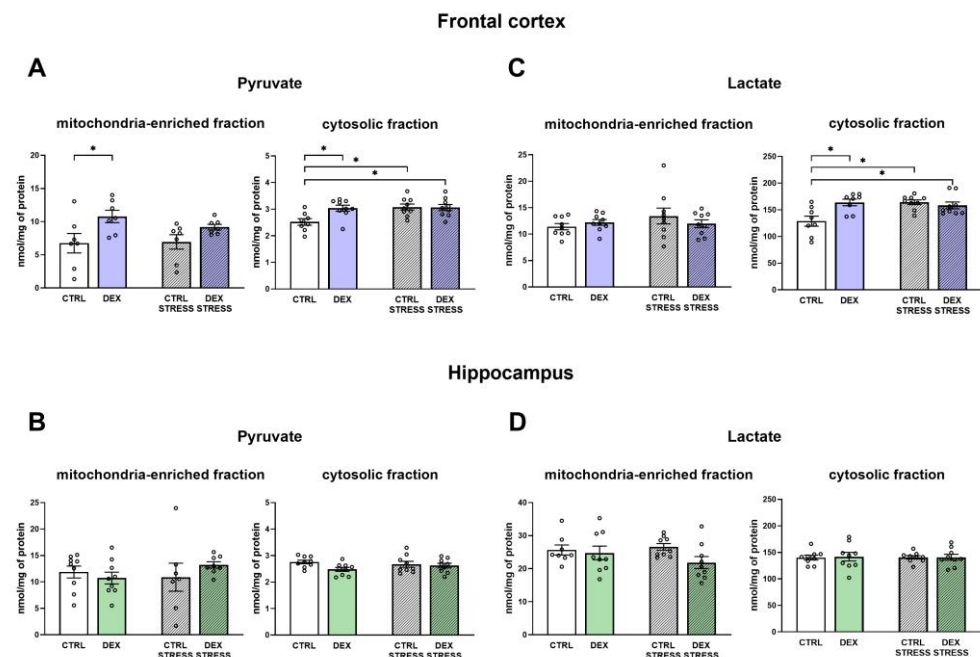 Frontal cortex
A
C
Pyruvate
Lactate
mitochondria-enriched fraction
cytosolic fraction
mitochondria-enriched fraction
cytosolic fraction
nmol/mg of protein
20
15
10
5
0
*
CTRL
DEX
CTRL STRESS
DEX STRESS
nmol/mg of protein
5
4
3
2
1
0
*
*
*
CTRL
DEX
CTRL STRESS
DEX STRESS
nmol/mg of protein
25
20
15
10
5
0
CTRL
DEX
CTRL STRESS
DEX STRESS
nmol/mg of protein
250
200
150
100
50
0
*
*
*
CTRL
DEX
CTRL STRESS
DEX STRESS
Hippocampus
B
D
Pyruvate
Lactate
mitochondria-enriched fraction
cytosolic fraction
mitochondria-enriched fraction
cytosolic fraction
nmol/mg of protein
25
20
15
10
5
0
CTRL
DEX
CTRL STRESS
DEX STRESS
nmol/mg of protein
5
4
3
2
1
0
CTRL
DEX
CTRL STRESS
DEX STRESS
nmol/mg of protein
40
30
20
10
0
CTRL
DEX
CTRL STRESS
DEX STRESS
nmol/mg of protein
250
200
150
100
50
0
CTRL
DEX
CTRL STRESS
DEX STRESS